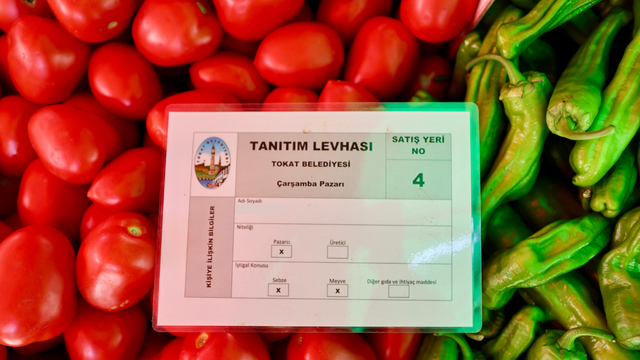 TANITIM LEVHASI
TOKAT BELEDİYESİ
Çarşamba Pazarı
SATIŞ YERİ
NO
4
KİŞİYE İLİŞKİN BİLGİLER
Adı Soyadı
Niteliği
Pazarcı
Üretici
X
İştigal Konusu
Sebze
Meyve
Diğer gıda ve ihtiyaç maddesi
X
X